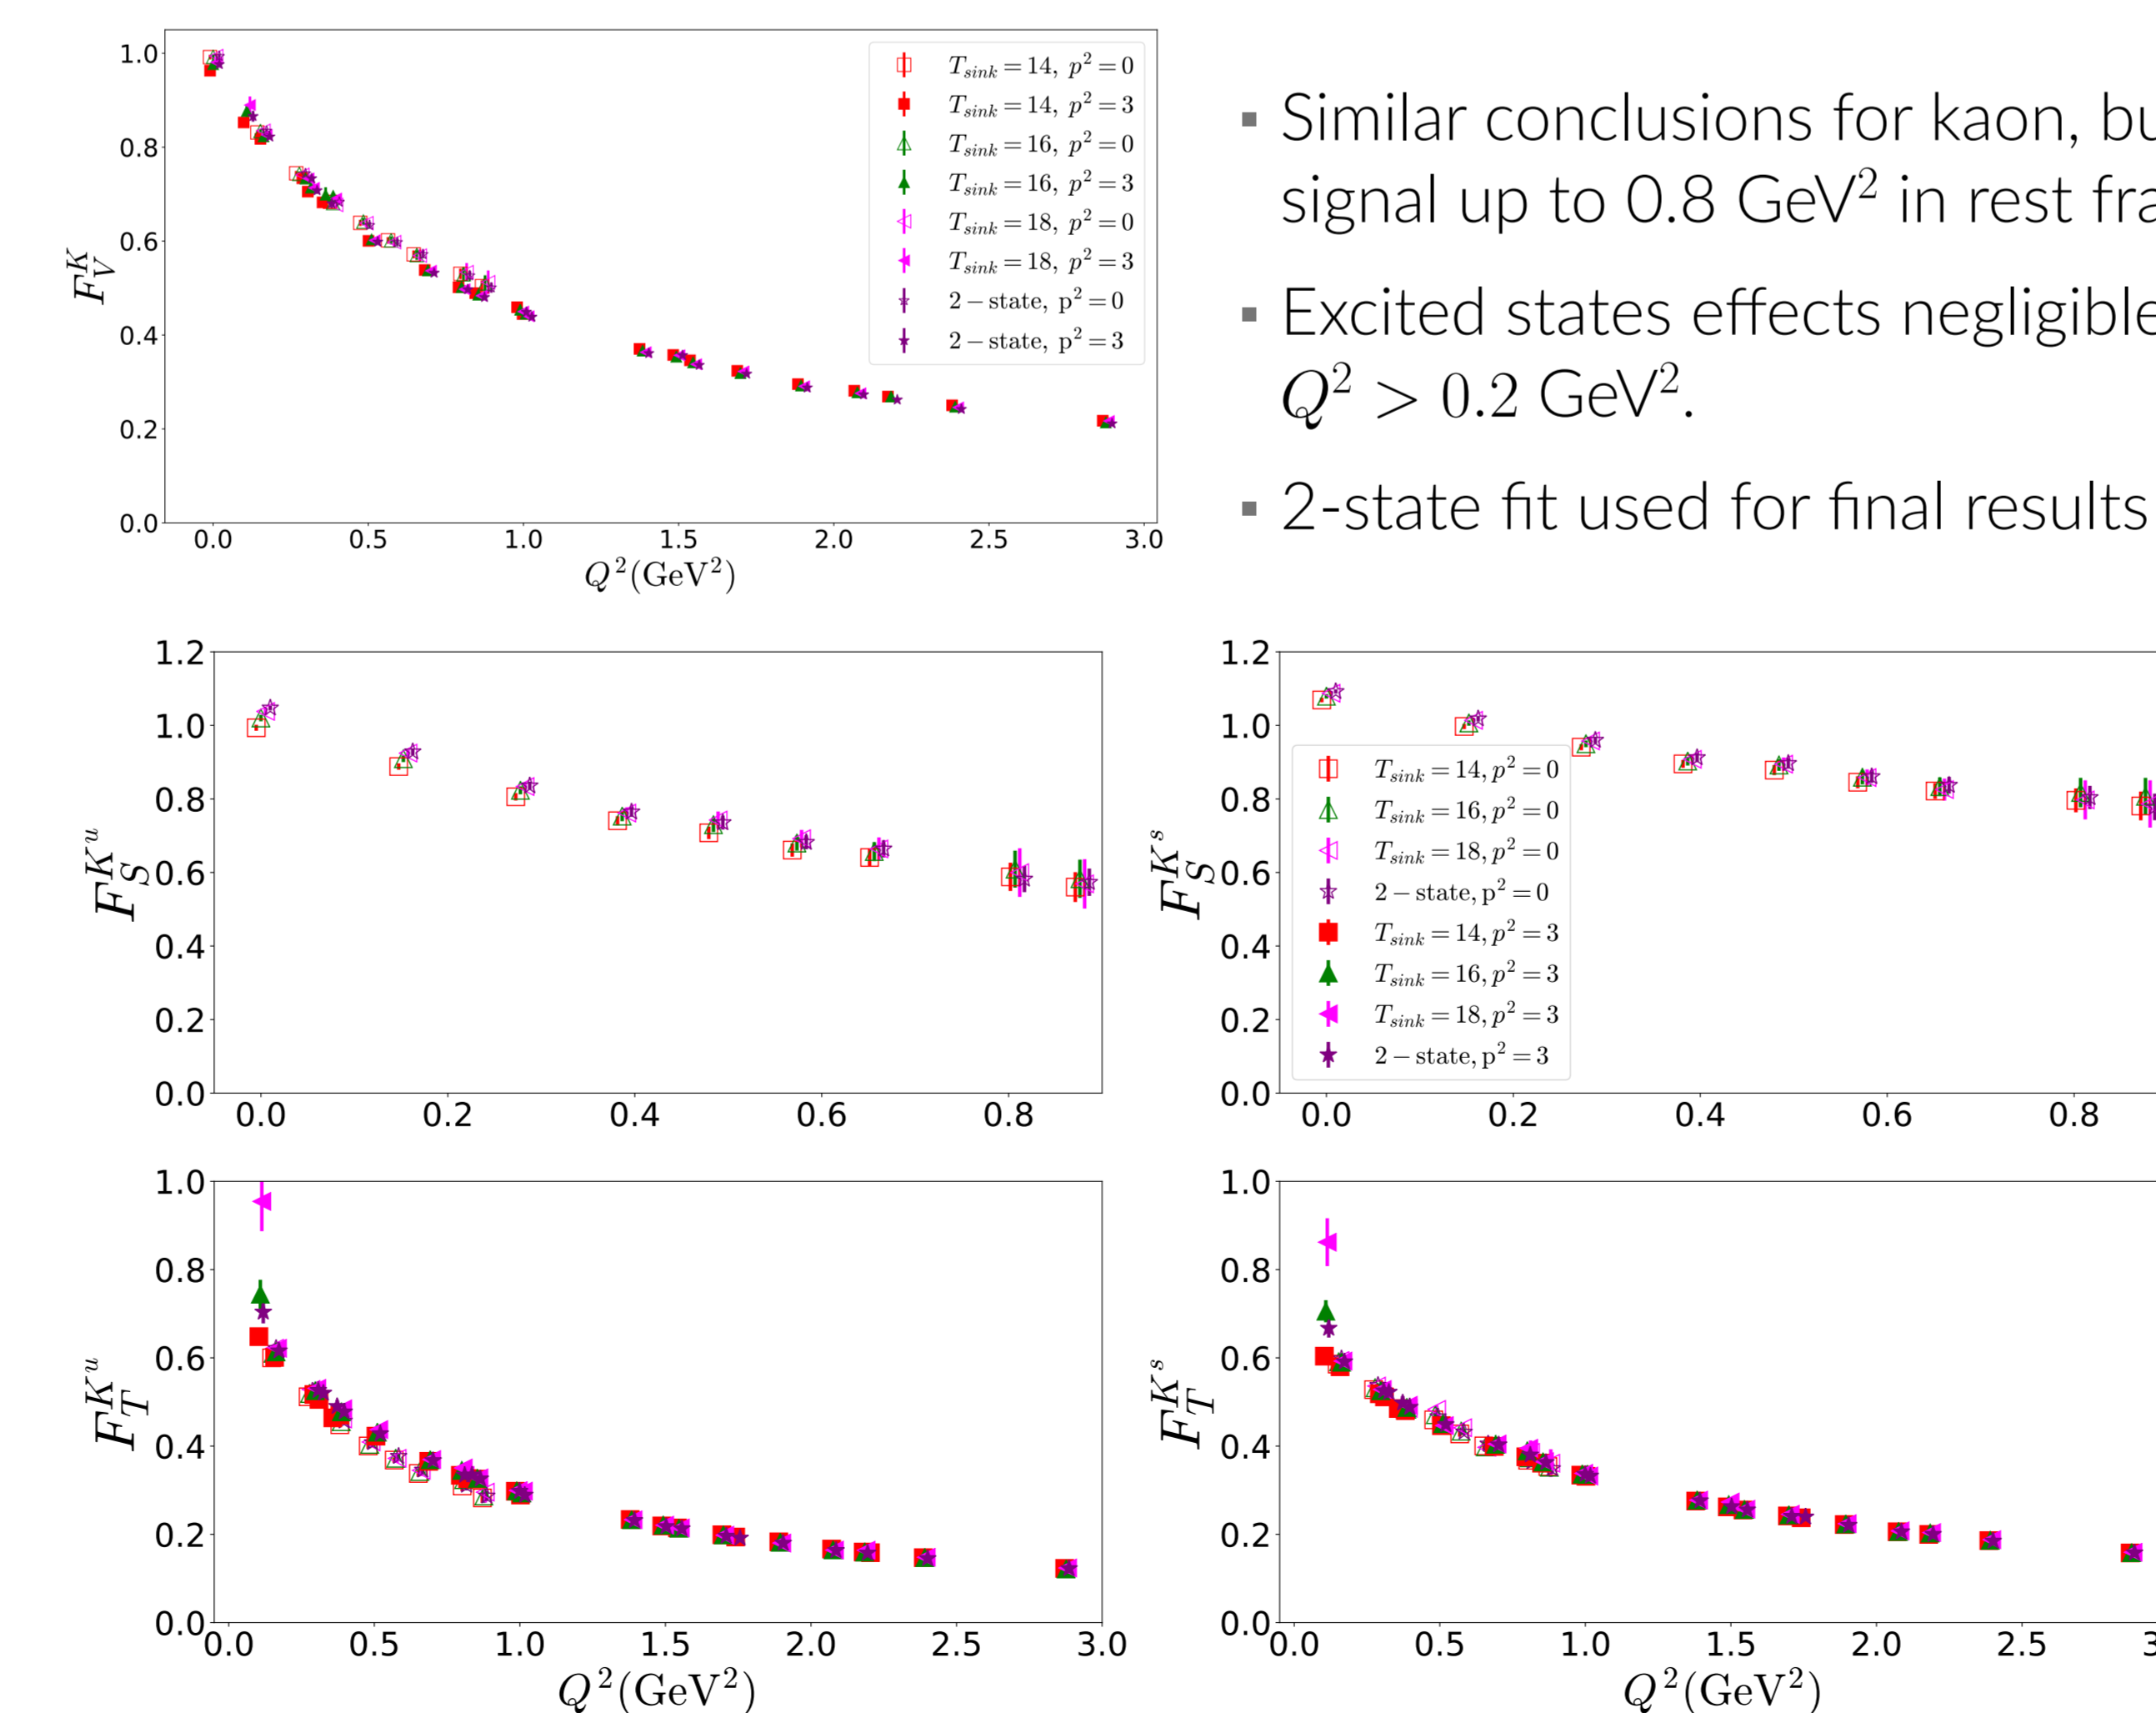 1.0
0.8
0.6
0.4
0.2
0.0
F_V^K
0.0 0.5 1.0 1.5 2.0 2.5 3.0
Q²(GeV²)
T_sink = 14, p² = 0
T_sink = 14, p² = 3
T_sink = 16, p² = 0
T_sink = 16, p² = 3
T_sink = 18, p² = 0
T_sink = 18, p² = 3
2 − state, p² = 0
2 − state, p² = 3
▪ Similar conclusions for kaon,
signal up to 0.8 GeV² in rest
▪ Excited states effects negligible
Q² > 0.2 GeV².
▪ 2-state fit used for final results
1.2
1.0
0.8
0.6
0.4
0.2
0.0
F_S^{K^u}
0.0 0.2 0.4 0.6 0.8
1.2
1.0
0.8
0.6
0.4
0.2
0.0
F_S^{K^s}
T_sink = 14, p² = 0
T_sink = 16, p² = 0
T_sink = 18, p² = 0
2 − state, p² = 0
T_sink = 14, p² = 3
T_sink = 16, p² = 3
T_sink = 18, p² = 3
2 − state, p² = 3
0.0 0.2 0.4 0.6 0.8
1.0
0.8
0.6
0.4
0.2
0.0
F_T^{K^u}
0.0 0.5 1.0 1.5 2.0 2.5 3.0
Q²(GeV²)
1.0
0.8
0.6
0.4
0.2
0.0
F_T^{K^s}
0.0 0.5 1.0 1.5 2.0 2.5
Q²(GeV²)